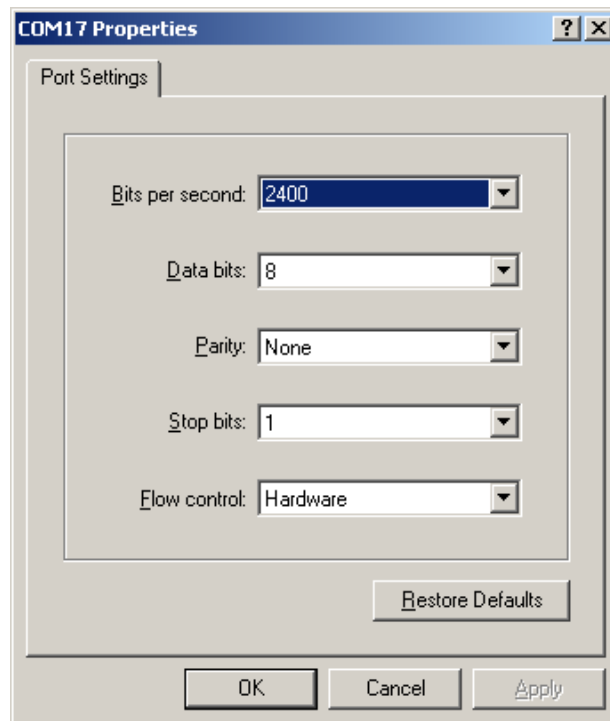 COM17 Properties
Port Settings
Bits per second: 2400
Data bits: 8
Parity: None
Stop bits: 1
Flow control: Hardware
Restore Defaults
OK Cancel Apply